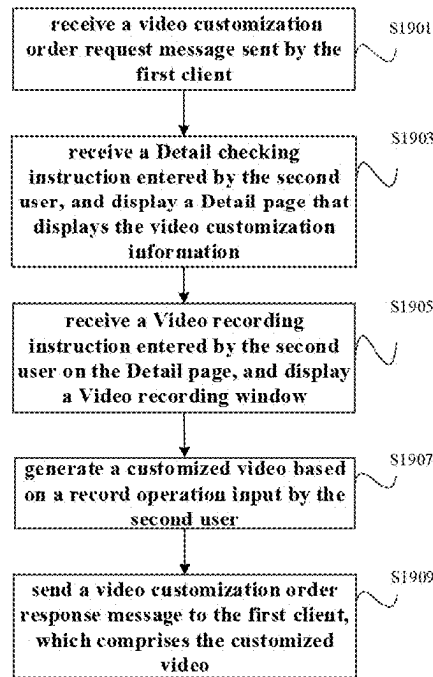 receive a video customization
order request message sent by the
first client
S1901
receive a Detail checking
instruction entered by the second
user, and display a Detail page that
displays the video customization
information
S1903
receive a Video recording
instruction entered by the second
user on the Detail page, and display
a Video recording window
S1905
generate a customized video based
on a record operation input by the
second user
S1907
send a video customization order
response message to the first client,
which comprises the customized
video
S1909